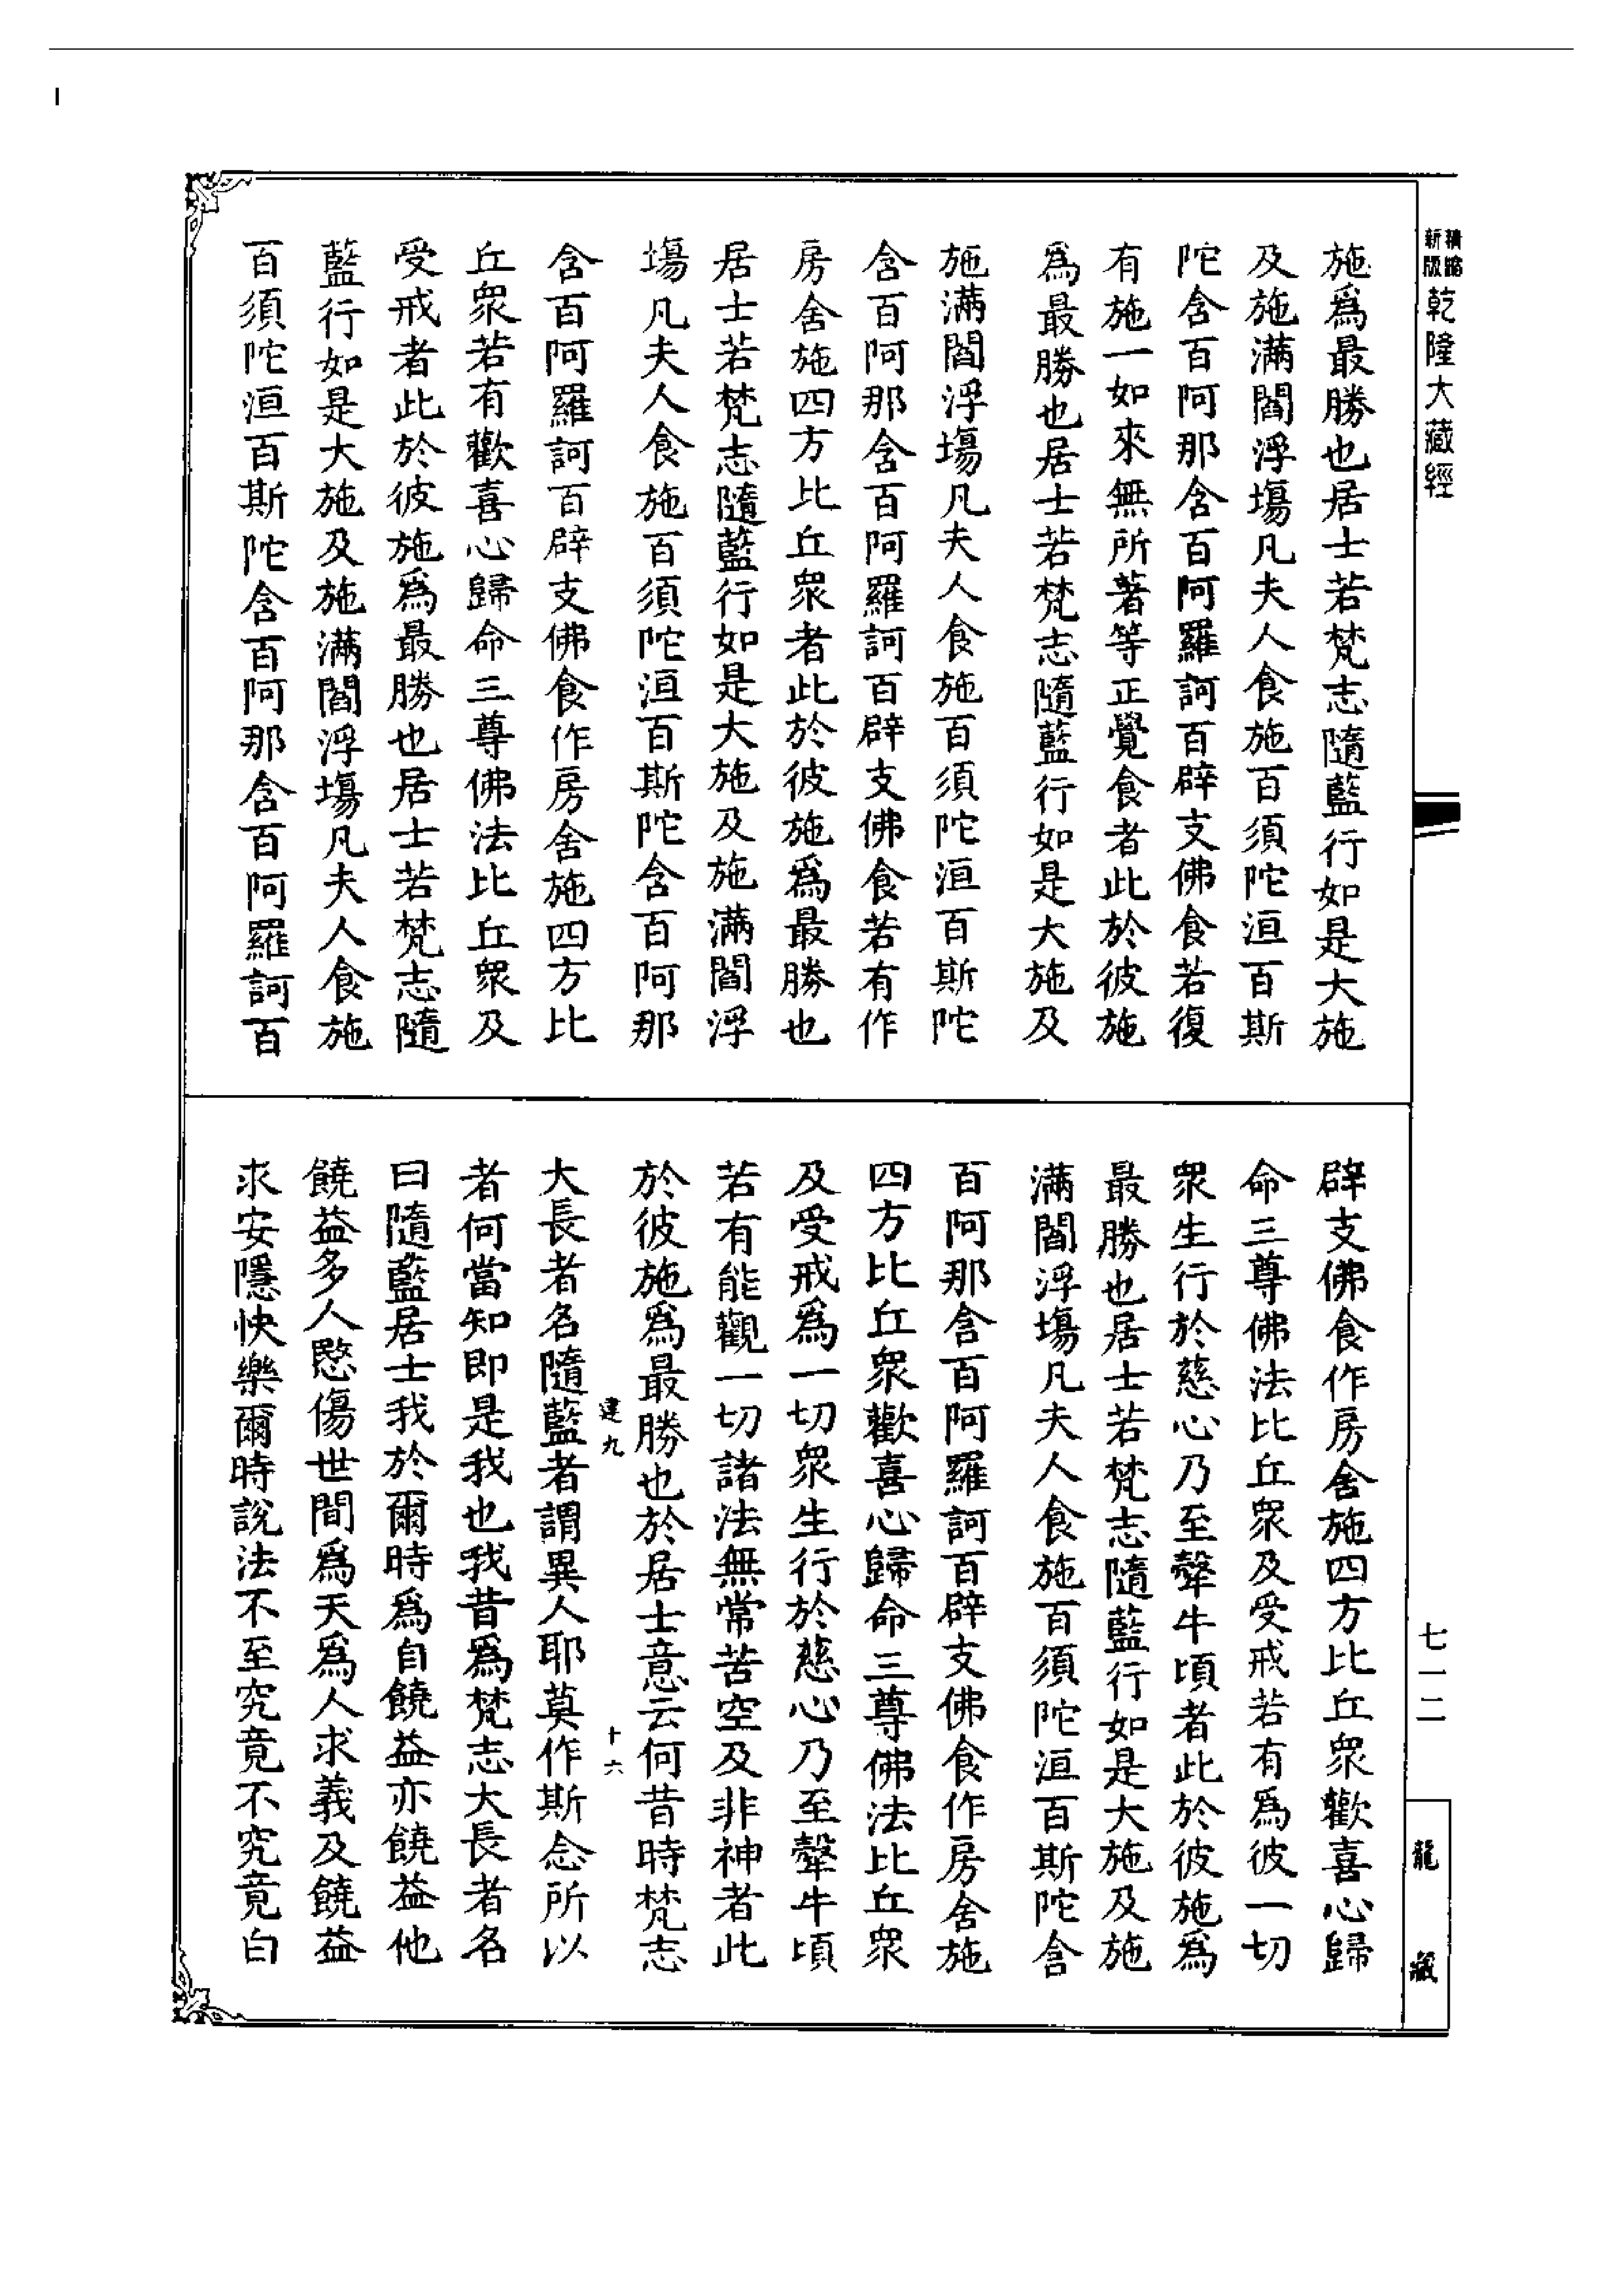 精縮新版乾隆大藏經
施爲最勝也居士若梵志隨藍行如是大施
及施滿閻浮場凡夫人食施百須陀洹百斯
陀含百阿那含百阿羅訶百辟支佛食若復
有施一如來無所著等正覺食者此於彼施
爲最勝也居士若梵志隨藍行如是大施及
施滿閻浮場凡夫人食施百須陀洹百斯陀
含百阿那含百阿羅訶百辟支佛食若有作
房舍施四方比丘衆者此於彼施爲最勝也
居士若梵志隨藍行如是大施及施滿閻浮
場凡夫人食施百須陀洹百斯陀含百阿那
含百阿羅訶百辟支佛食作房舍施四方比
丘衆若有歡喜心歸命三尊佛法比丘衆及
受戒者此於彼施爲最勝也居士若梵志隨
藍行如是大施及施滿閻浮場凡夫人食施
百須陀洹百斯陀含百阿那含百阿羅訶百
辟支佛食作房舍施四方比丘衆歡喜心歸
命三尊佛法比丘衆及受戒若有爲彼一切
衆生行於慈心乃至犛牛頃者此於彼施爲
最勝也居士若梵志隨藍行如是大施及施
滿閻浮場凡夫人食施百須陀洹百斯陀含
百阿那含百阿羅訶百辟支佛食作房舍施
四方比丘衆歡喜心歸命三尊佛法比丘衆
及受戒爲一切衆生行於慈心乃至犛牛頃
若有能觀一切諸法無常苦空及非神者此
於彼施爲最勝也於居士意云何昔時梵志
建九 十六
大長者名隨藍者謂異人耶莫作斯念所以
者何當知即是我也我昔爲梵志大長者名
曰隨藍居士我於爾時爲自饒益亦饒益他
饒益多人愍傷世間爲天爲人求義及饒益
求安隱快樂爾時說法不至究竟不究竟白
七一二
龍藏